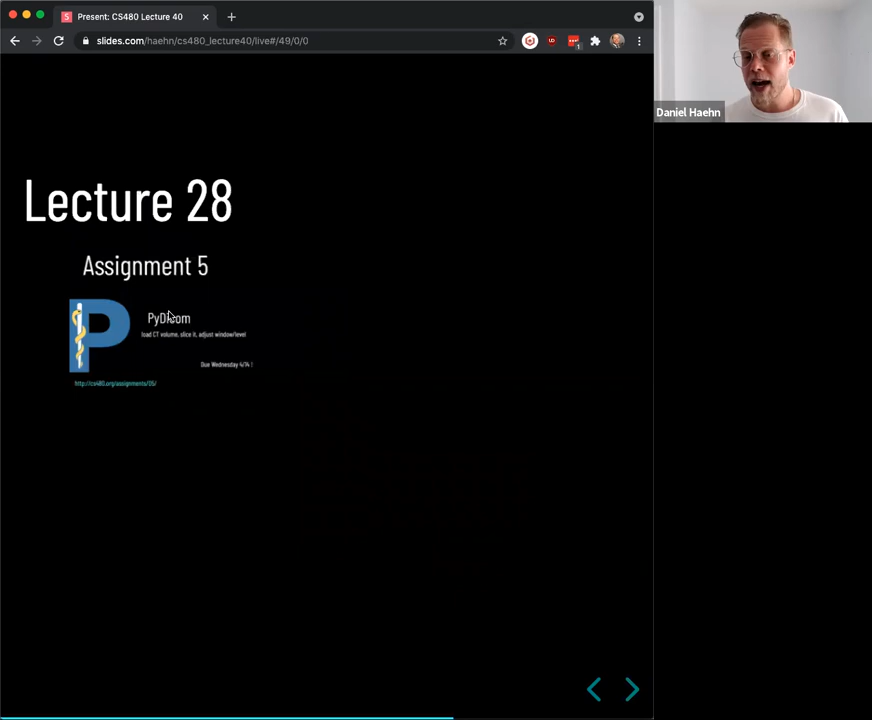 Present: CS480 Lecture 40
slides.com/haehn/cs480_lecture40/live#/49/0/0
Daniel Haehn
Lecture 28
Assignment 5
P
PyDicom
load CT volume, slice it, adjust window/level
Due Wednesday 4/14 !
http://cs480.org/assignments/05/